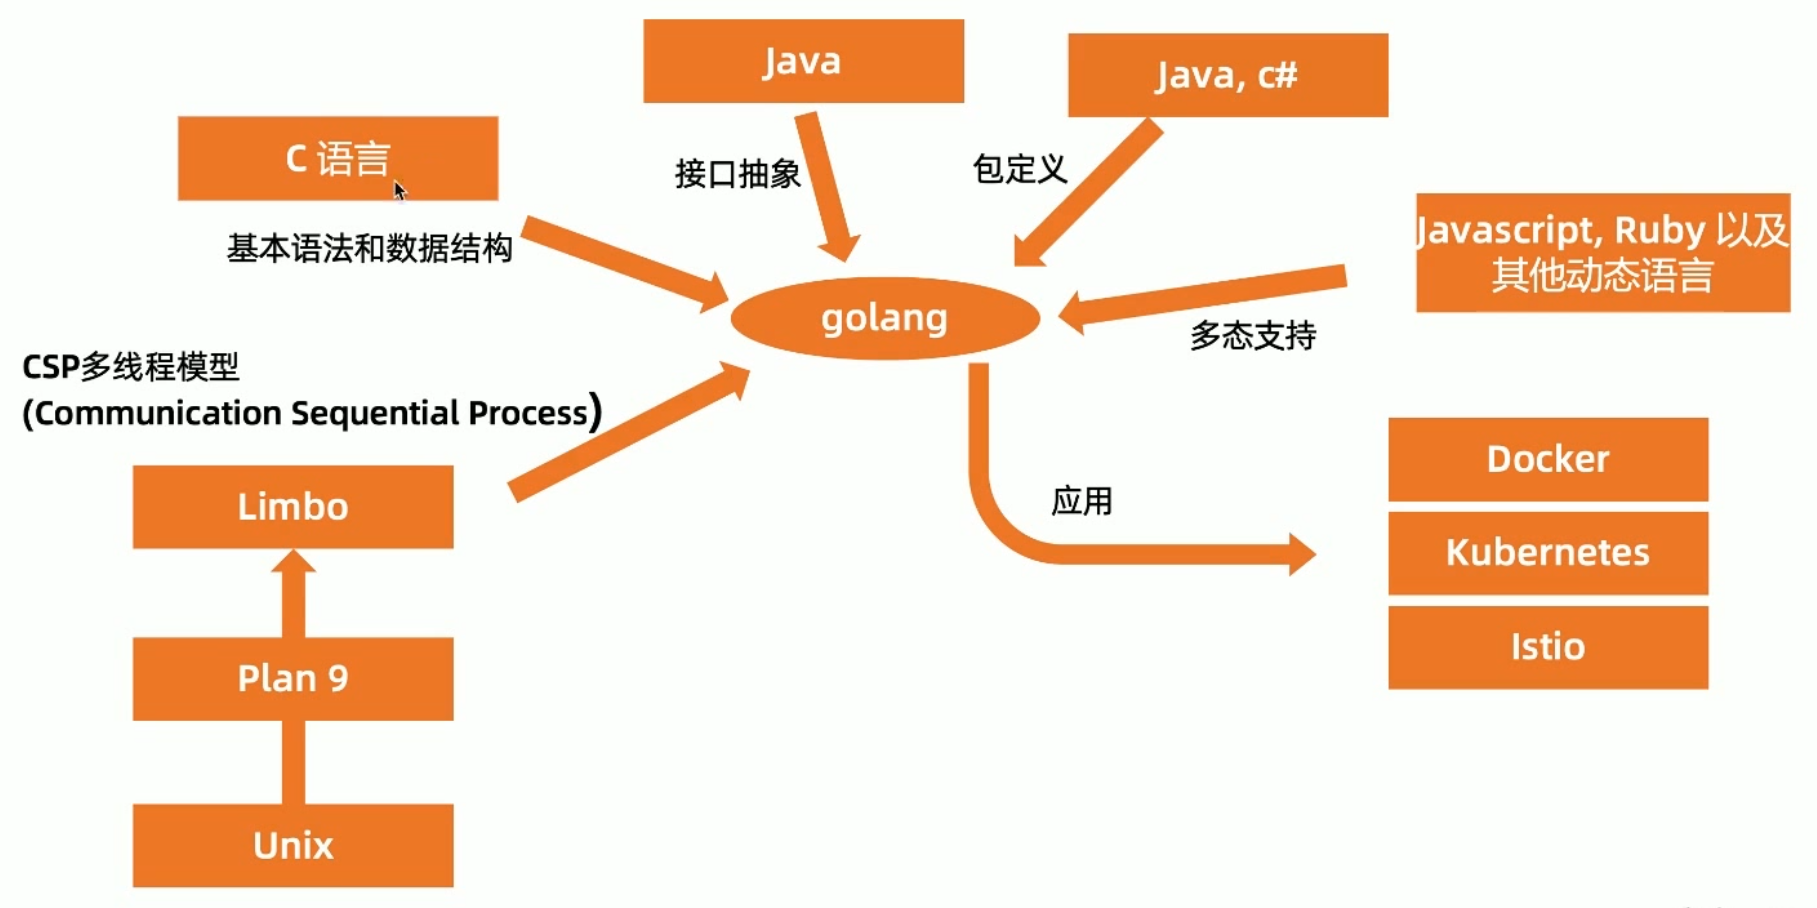 Java
Java, c#
C 语言
接口抽象
包定义
Javascript, Ruby 以及
其他动态语言
基本语法和数据结构
golang
多态支持
CSP多线程模型
(Communication Sequential Process)
Docker
Limbo
应用
Kubernetes
Istio
Plan 9
Unix